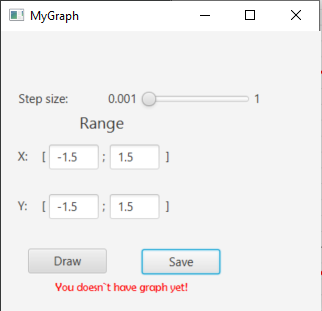 MyGraph
Step size: 0.001 1
Range
X: [ -1.5 ; 1.5 ]
Y: [ -1.5 ; 1.5 ]
Draw Save
You doesn`t have graph yet!